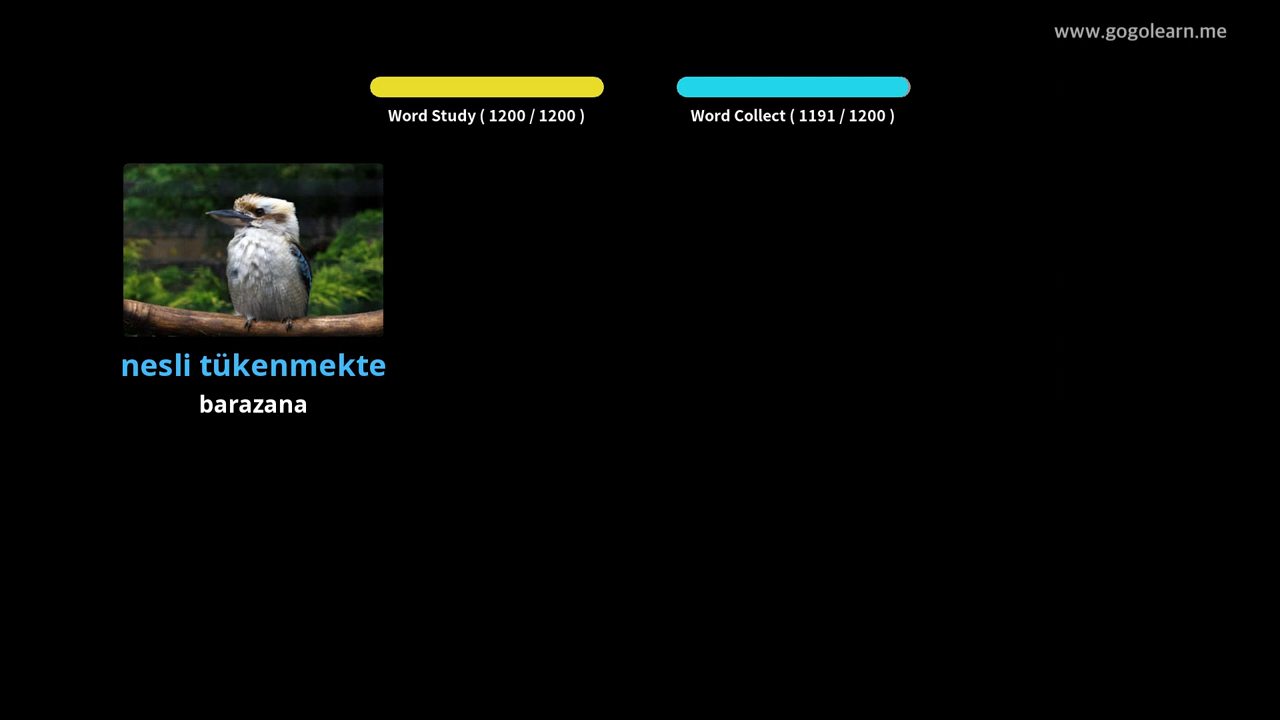 www.gogolearn.me
Word Study ( 1200 / 1200 )
Word Collect ( 1191 / 1200 )
nesli tükenmekte
barazana